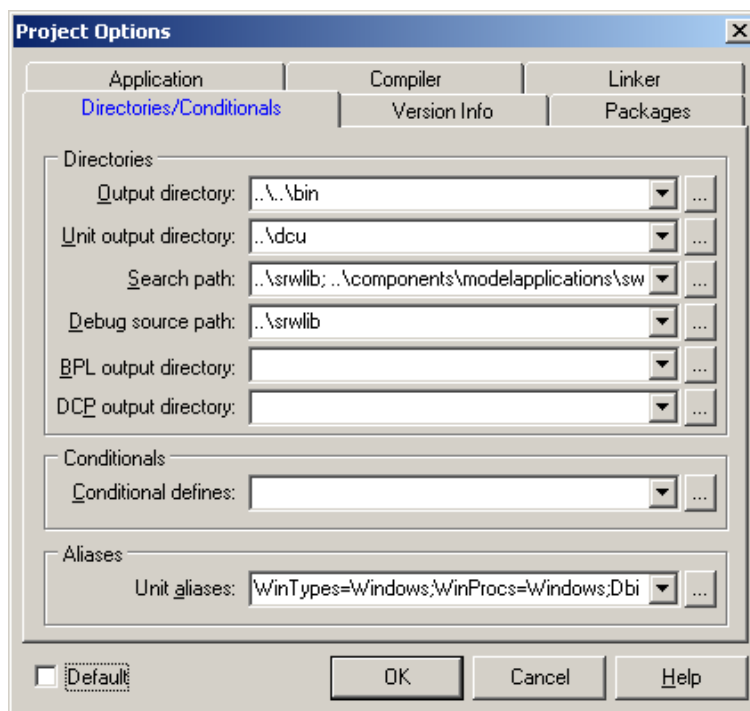 Project Options
Application Compiler Linker
Directories/Conditionals Version Info Packages
Directories
Output directory: ..\..\bin ...
Unit output directory: ..\dcu ...
Search path: ..\srwlib; ..\components\modelapplications\sw ...
Debug source path: ..\srwlib ...
BPL output directory: ...
DCP output directory: ...
Conditionals
Conditional defines: ...
Aliases
Unit aliases: WinTypes=Windows;WinProcs=Windows;Dbi ...
Default OK Cancel Help